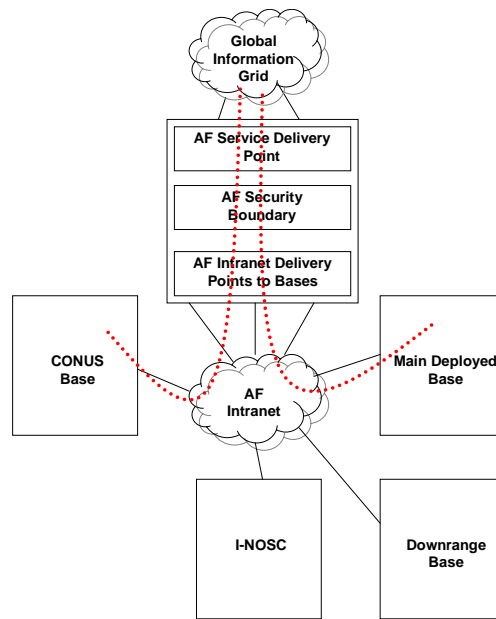 Global
Information
Grid
AF Service Delivery
Point
AF Security
Boundary
AF Intranet Delivery
Points to Bases
CONUS
Base
Main Deployed
Base
AF
Intranet
I-NOSC
Downrange
Base